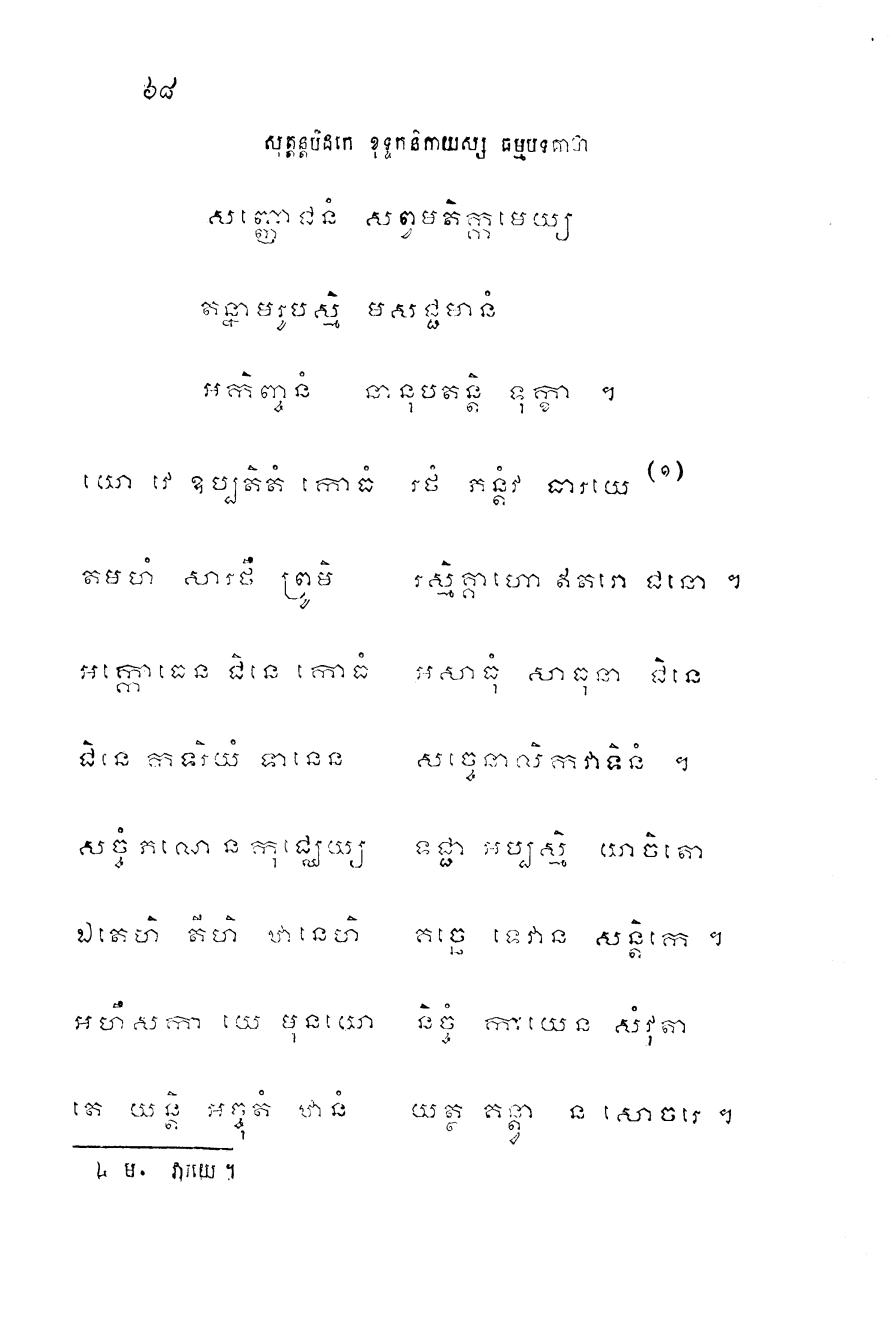 ៦៨
សុត្តន្តបិដកេ ខុទ្ទកនិកាយស្ស ធម្មបទគាថា
សញ្ញោជនំ សព្វមតិក្កមេយ្យ
តន្នាមរូបស្មិំ មសជ្ជមានំ
អកិញ្ចនំ នានុបតន្តិ ទុក្ខា ។
យោ វេ ឧប្បតិតំ កោធំ រថំ ភន្តំវ ធារយេ (១)
តមហំ សារថឹ ព្រូមិ រស្មិគ្គាហោ ឥតរោ ជនោ ។
អក្កោធេន ជិនេ កោធំ អសាធុំ សាធុនា ជិនេ
ជិនេ កទរិយំ ទានេន សច្ចេនាលិកវាទិនំ ។
សច្ចំ ភណេ ន កុជ្ឈេយ្យ ទជ្ជា អប្បស្មិំ យាចិតោ
ឯតេហិ តីហិ ឋានេហិ គច្ឆេ ទេវាន សន្តិកេ ។
អហឹសកា យេ មុនយោ និច្ចំ កាយេន សំវុតា
តេ យន្តិ អច្ចុតំ ឋានំ យត្ថ គន្ត្វា ន សោចរេ ។
១ ម. វារយេ ។